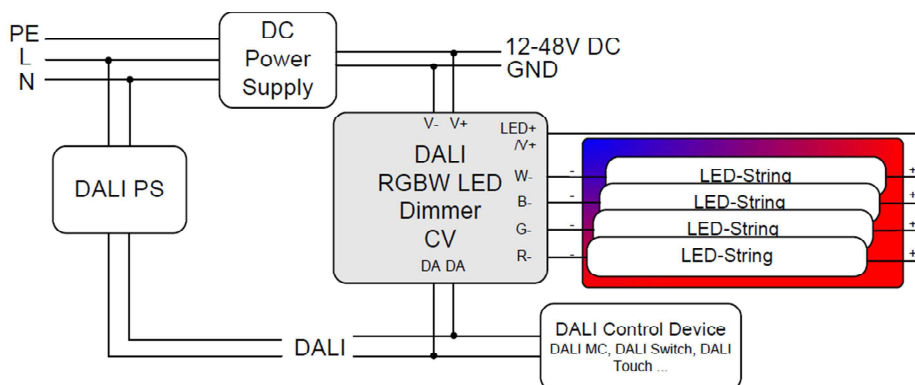 PE
L
N
DC
Power
Supply
12-48V DC
GND
V- V+
LED+
/V+
DALI
RGBW LED
Dimmer
CV
W-
B-
G-
R-
DA DA
- LED-String +
- LED-String +
- LED-String +
- LED-String +
DALI PS
DALI
DALI Control Device
DALI MC, DALI Switch, DALI
Touch ...